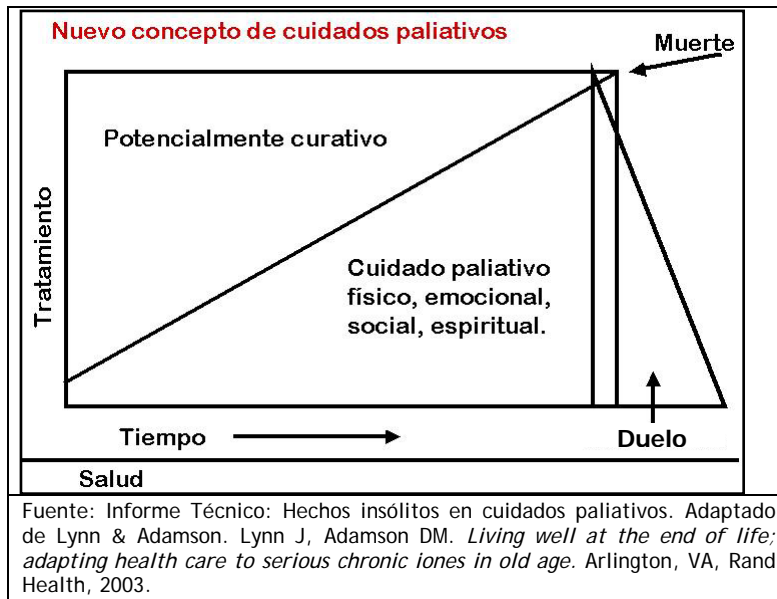 Nuevo concepto de cuidados paliativos
Muerte
Potencialmente curativo
Tratamiento
Cuidado paliativo
físico, emocional,
social, espiritual.
Tiempo
Duelo
Salud
Fuente: Informe Técnico: Hechos insólitos en cuidados paliativos. Adaptado
de Lynn & Adamson. Lynn J, Adamson DM. Living well at the end of life;
adapting health care to serious chronic iones in old age. Arlington, VA, Rand
Health, 2003.